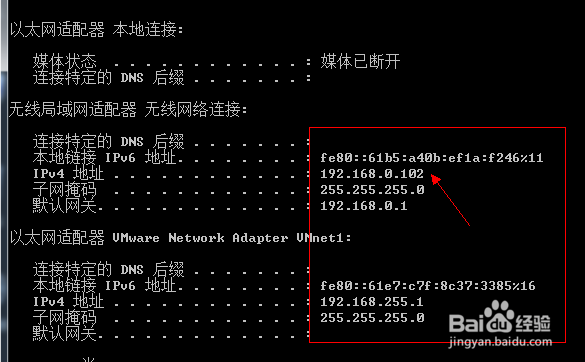 以太网适配器 本地连接:
媒体状态 . . . . . . . . . . . . : 媒体已断开
连接特定的 DNS 后缀 . . . . . . . :
无线局域网适配器 无线网络连接:
连接特定的 DNS 后缀 . . . . . . . :
本地链接 IPv6 地址. . . . . . . . : fe80::61b5:a40b:ef1a:f246%11
IPv4 地址 . . . . . . . . . . . . : 192.168.0.102
子网掩码 . . . . . . . . . . . . : 255.255.255.0
默认网关. . . . . . . . . . . . . : 192.168.0.1
以太网适配器 VMware Network Adapter VMnet1:
连接特定的 DNS 后缀 . . . . . . . :
本地链接 IPv6 地址. . . . . . . . : fe80::61e7:c7f:8c37:3385%16
IPv4 地址 . . . . . . . . . . . . : 192.168.255.1
子网掩码 . . . . . . . . . . . . : 255.255.255.0
默认网关. . . . . . . . . . . . . :
Baidu 经验
jingyan.baidu.com